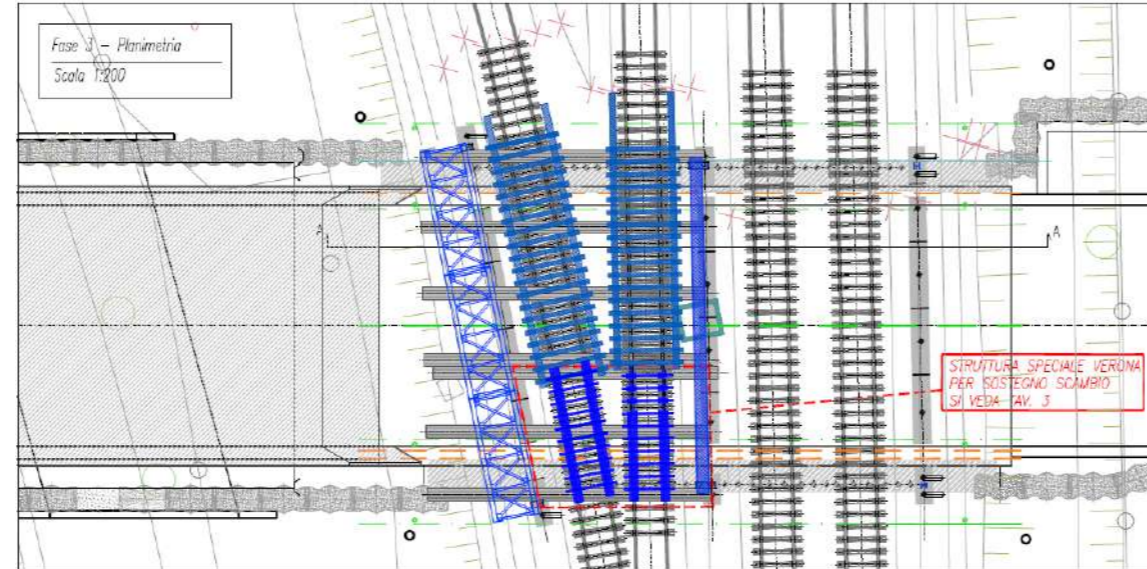 Fase 3 - Planimetria
Scala 1:200
A
A
H
STRUTTURA SPECIALE VERONA
PER SOSTEGNO SCAMBIO
SI VEDA TAV. 3
H